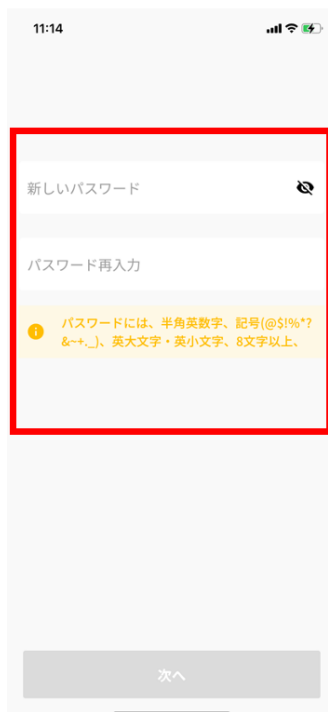 11:14
新しいパスワード
パスワード再入力
パスワードには、半角英数字、記号(@$!%*?
&~+._)、英大文字・英小文字、8文字以上、
次へ